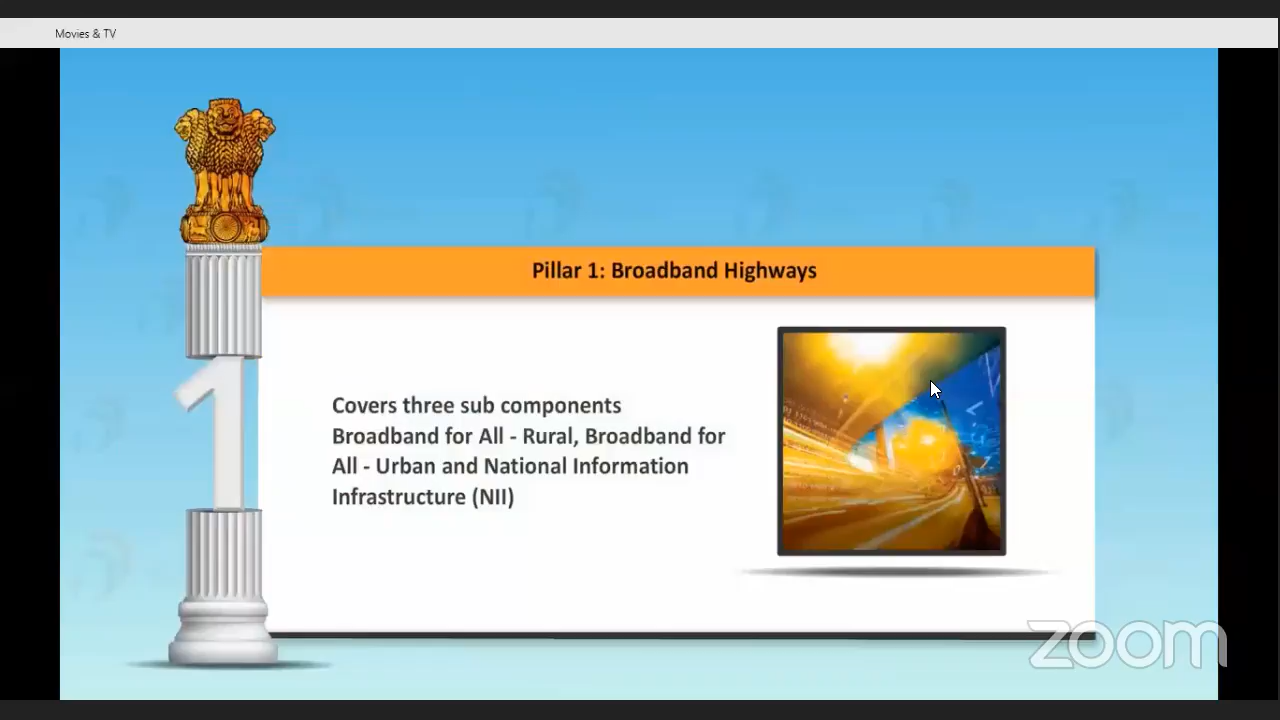 Movies & TV
Pillar 1: Broadband Highways
1
Covers three sub components
Broadband for All - Rural, Broadband for
All - Urban and National Information
Infrastructure (NII)
zoom